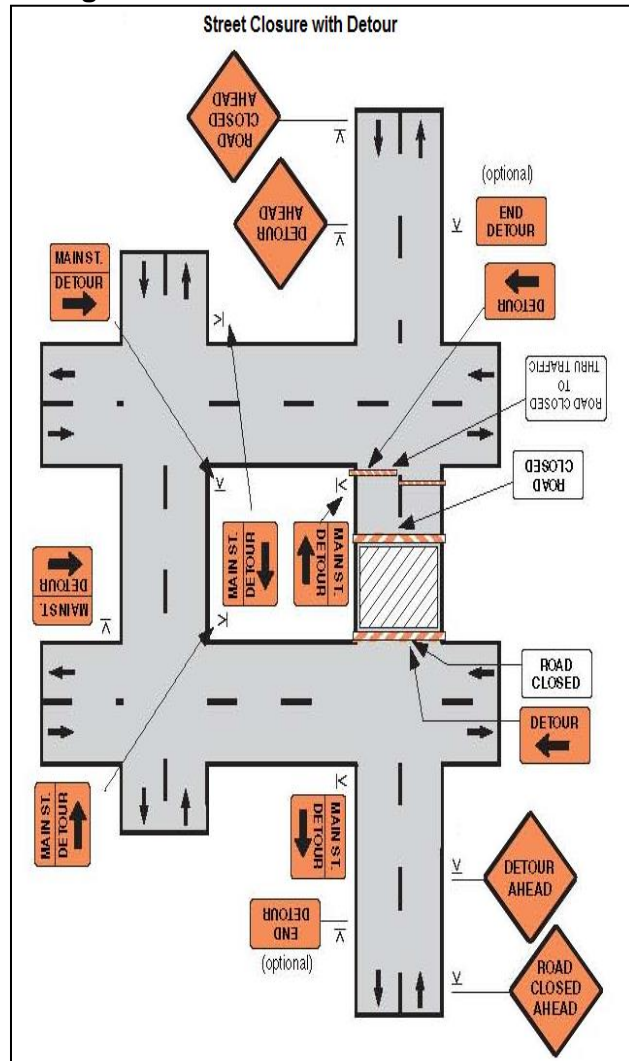 Street Closure with Detour
ROAD
CLOSED
AHEAD
DETOUR
AHEAD
(optional)
END
DETOUR
MAIN ST.
DETOUR
DETOUR
ROAD CLOSED
TO
THRU TRAFFIC
ROAD
CLOSED
MAIN ST.
DETOUR
MAIN ST.
DETOUR
MAIN ST.
DETOUR
ROAD
CLOSED
DETOUR
MAIN ST.
DETOUR
MAIN ST.
DETOUR
DETOUR
AHEAD
END
DETOUR
(optional)
ROAD
CLOSED
AHEAD